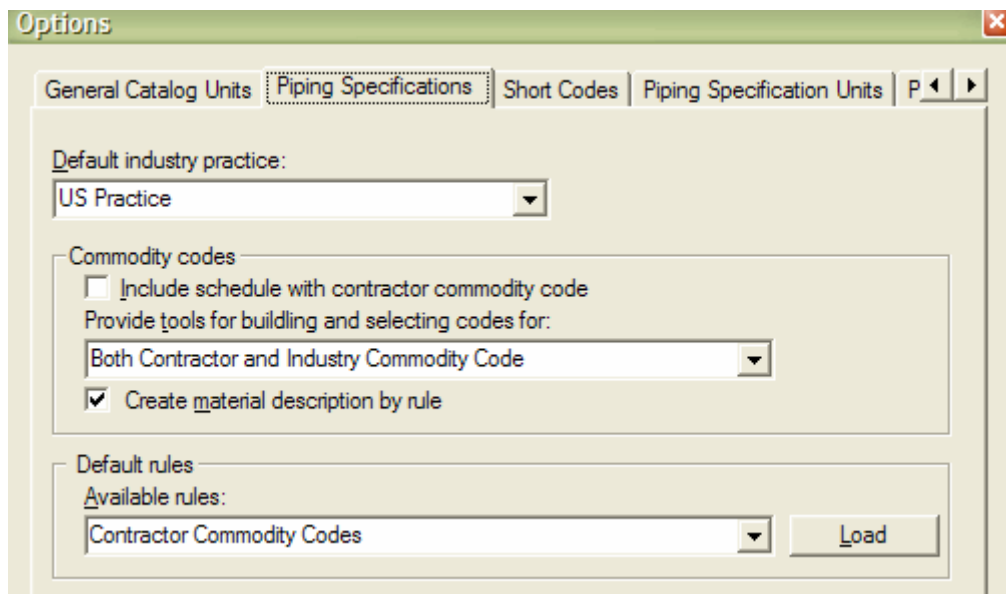 Options
General Catalog Units Piping Specifications Short Codes Piping Specification Units P
Default industry practice:
US Practice
Commodity codes
Include schedule with contractor commodity code
Provide tools for buildling and selecting codes for:
Both Contractor and Industry Commodity Code
Create material description by rule
Default rules
Available rules:
Contractor Commodity Codes Load